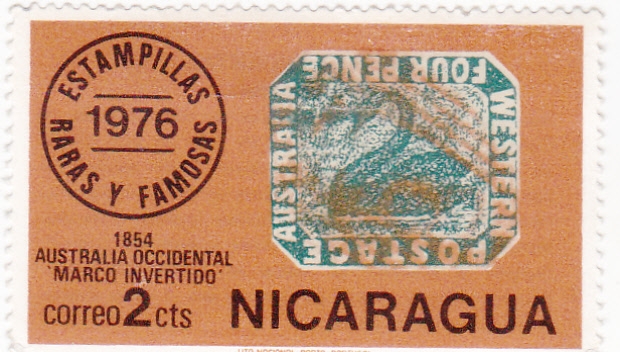 ESTAMPILLAS
1976
RARAS Y FAMOSAS
FOUR PENCE
AUSTRALIA
WESTERN
POSTAGE
1854
AUSTRALIA OCCIDENTAL
'MARCO INVERTIDO'
correo 2 cts
NICARAGUA